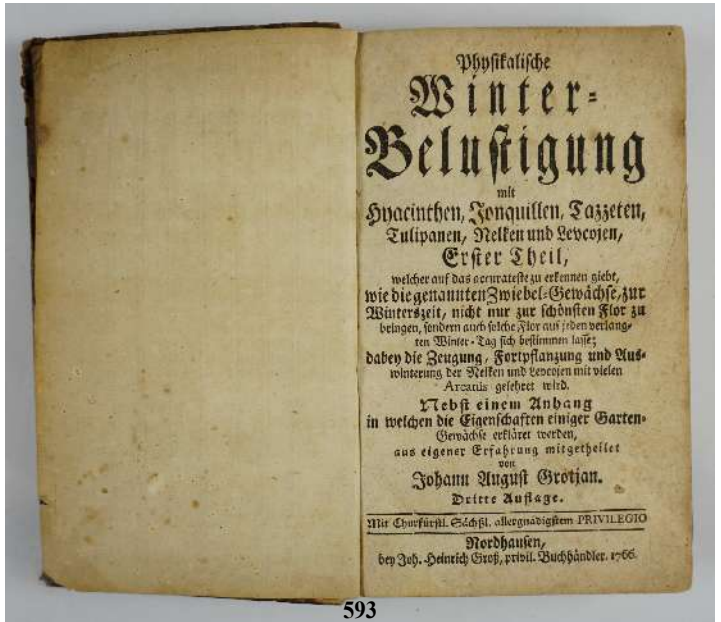 Physikalische
Winter-
Belustigung
mit
Hyacinthen, Jonquillen, Tazzeten,
Tulipanen, Nelken und Levcojen,
Erster Theil,
welcher auf das accurateste zu erkennen giebt,
wie die genannten Zwiebel-Gewächse, zur
Winterszeit, nicht nur zur schönsten Flor zu
bringen, sondern auch solche Flor auf jeden verlang-
ten Winter-Tag sich bestimmen lasse;
dabey die Zeugung, Fortpflanzung und Aus-
winterung der Nelken und Levcojen mit vielen
Arcanis gelehret wird.
Nebst einem Anhang
in welchen die Eigenschaften einiger Garten-
Gewächse erkläret werden,
aus eigener Erfahrung mitgetheilet
von
Johann August Grotjan.
Dritte Auflage.
Mit Churfürstl. Sächßl. allergnädigstem PRIVILEGIO
Nordhausen,
bey Joh. Heinrich Groß, privil. Buchhändler. 1766.
593